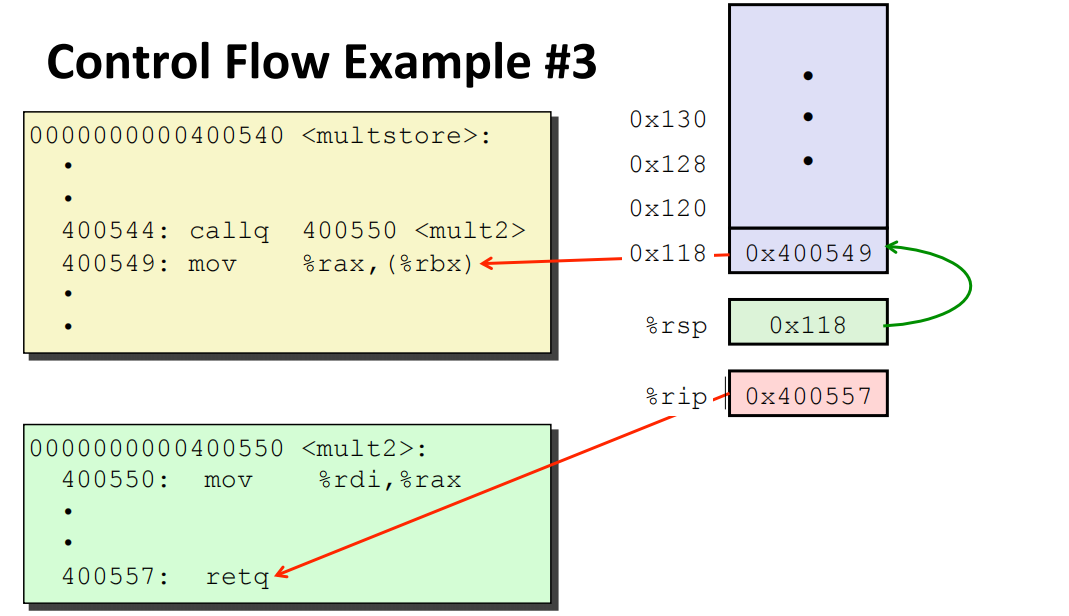 Control Flow Example #3
0000000000400540 <multstore>:
•
•
400544: callq 400550 <mult2>
400549: mov %rax,(%rbx)
•
•
0000000000400550 <mult2>:
400550: mov %rdi,%rax
•
•
400557: retq
•
0x130 •
0x128 •
0x120
0x118 0x400549
%rsp 0x118
%rip 0x400557